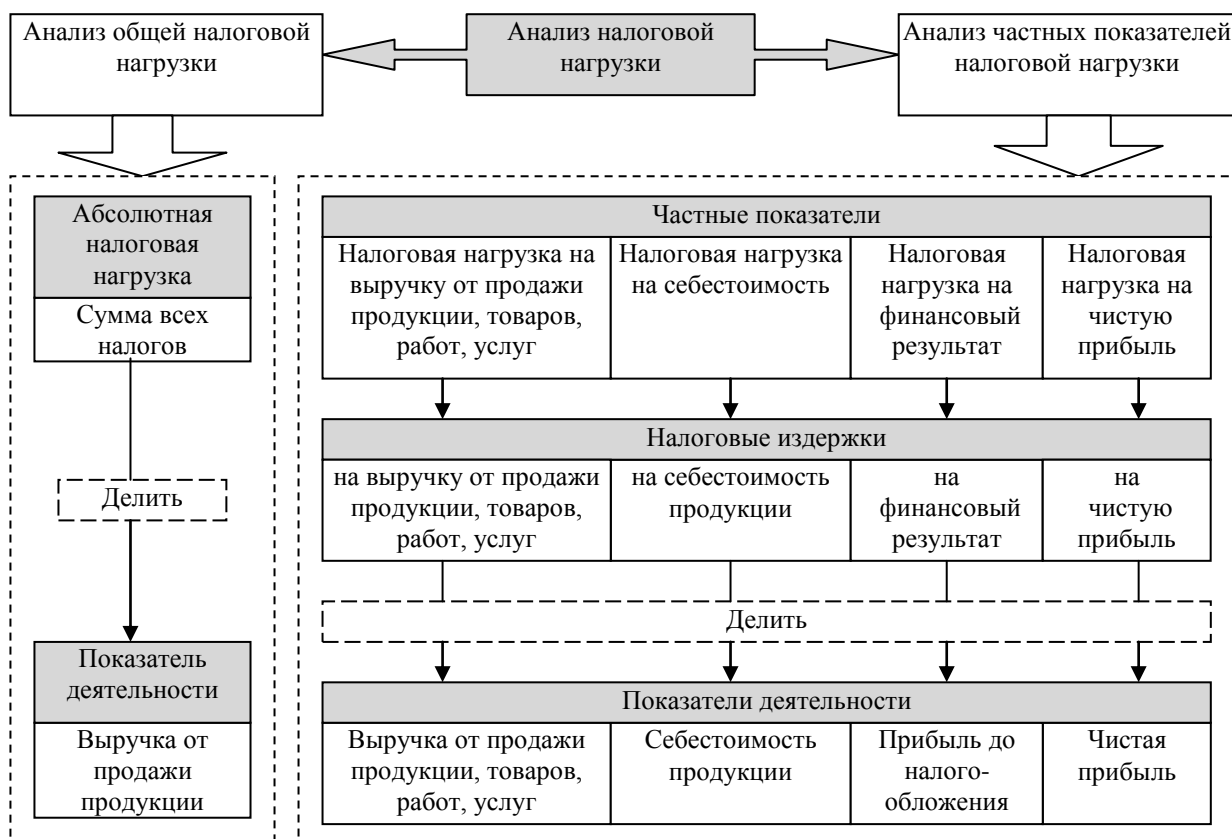 Анализ общей налоговой
нагрузки
Анализ налоговой
нагрузки
Анализ частных показателей
налоговой нагрузки
Абсолютная
налоговая
нагрузка
Сумма всех
налогов
Делить
Показатель
деятельности
Выручка от
продажи
продукции
Частные показатели
Налоговая нагрузка на
выручку от продажи
продукции, товаров,
работ, услуг
Налоговая нагрузка
на себестоимость
Налоговая
нагрузка на
финансовый
результат
Налоговая
нагрузка на
чистую
прибыль
Налоговые издержки
на выручку от продажи
продукции, товаров,
работ, услуг
на себестоимость
продукции
на
финансовый
результат
на
чистую
прибыль
Делить
Показатели деятельности
Выручка от продажи
продукции, товаров,
работ, услуг
Себестоимость
продукции
Прибыль до
налого-
обложения
Чистая
прибыль